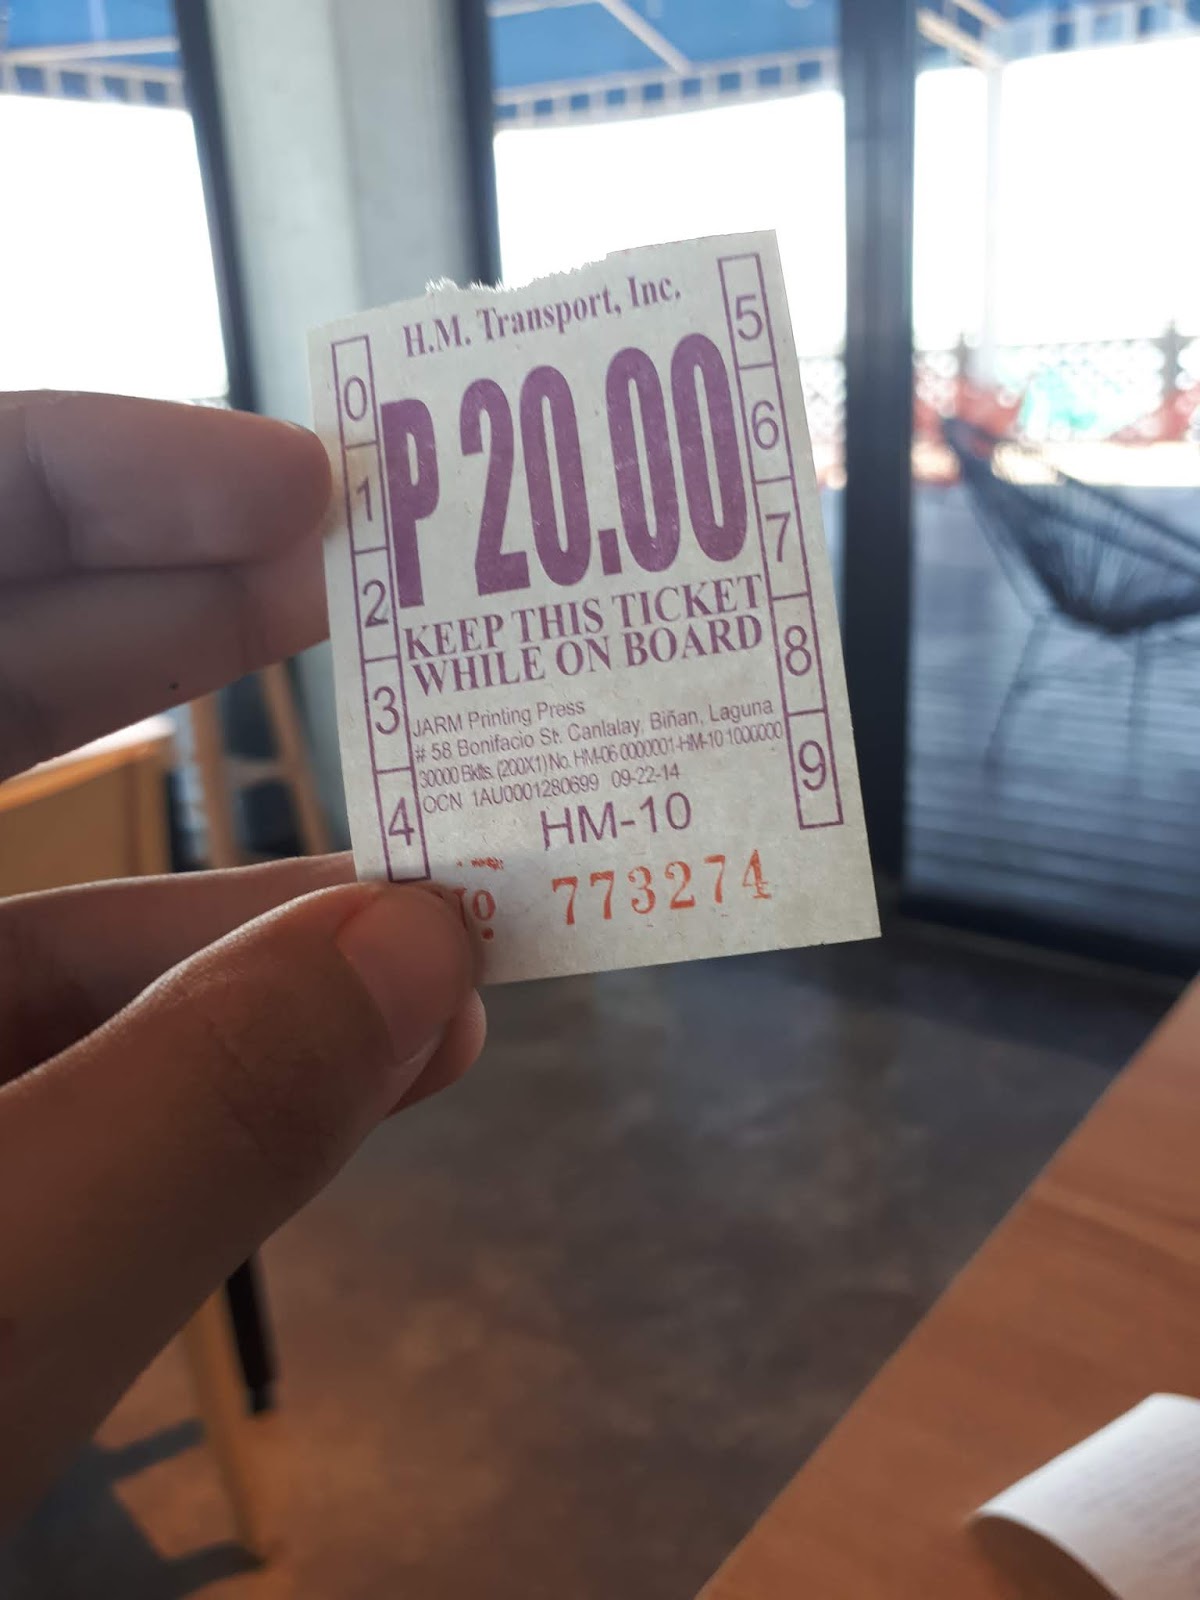 H.M. Transport, Inc.
P 20.00
KEEP THIS TICKET
WHILE ON BOARD
JARM Printing Press
# 58 Bonifacio St. Canlalay, Biñan, Laguna
30000 Bklts. (200X1) No. HM-06 0000001-HM-10 1000000
OCN 1AU0001280699 09-22-14
HM-10
No 773274
0
1
2
3
4
5
6
7
8
9